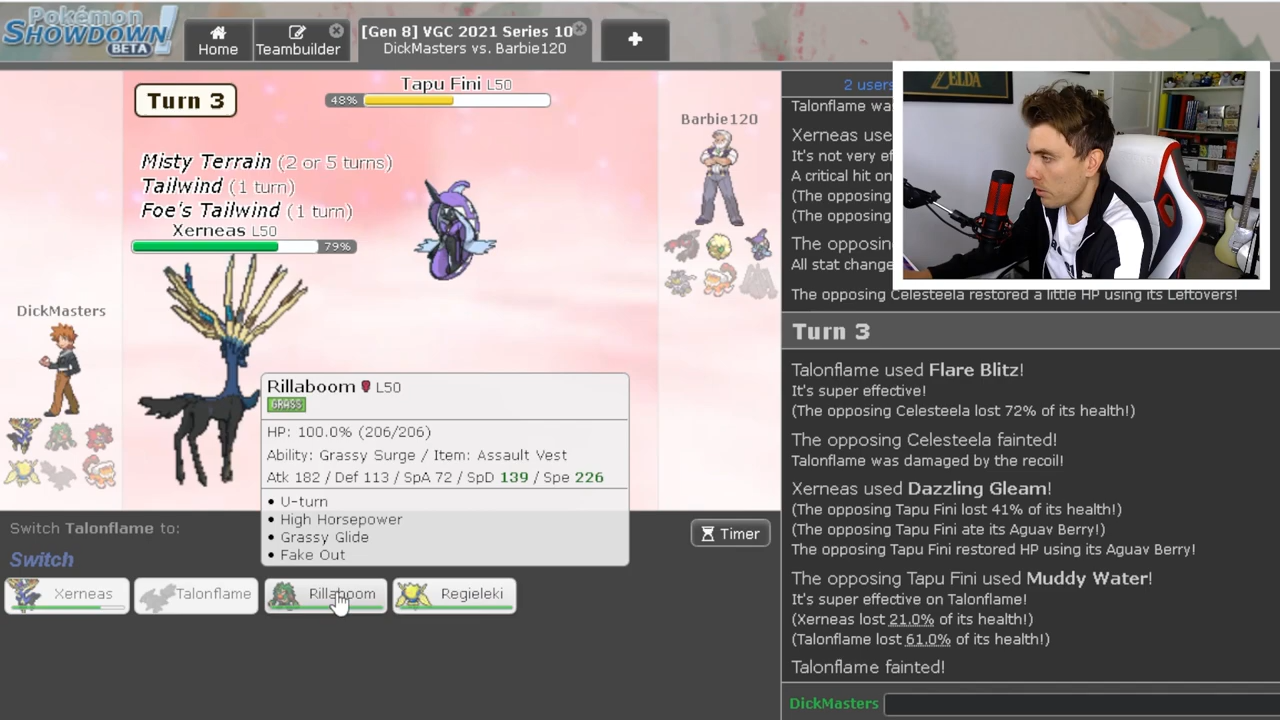 Pokémon
SHOWDOWN!
BETA
Home
Teambuilder
[Gen 8] VGC 2021 Series 10
DickMasters vs. Barbie120
+
Turn 3
Tapu Fini L50
48%
Misty Terrain (2 or 5 turns)
Tailwind (1 turn)
Foe's Tailwind (1 turn)
Xerneas L50
79%
Barbie120
DickMasters
Rillaboom L50
GRASS
HP: 100.0% (206/206)
Ability: Grassy Surge / Item: Assault Vest
Atk 182 / Def 113 / SpA 72 / SpD 139 / Spe 226
• U-turn
• High Horsepower
• Grassy Glide
• Fake Out
Switch Talonflame to:
Timer
Switch
Xerneas
Talonflame
Rillaboom
Regieleki
2 users
ZELDA
Talonflame was
Xerneas used
It's not very ef
A critical hit on
(The opposing
(The opposing
The opposing
All stat change
The opposing Celesteela restored a little HP using its Leftovers!
Turn 3
Talonflame used Flare Blitz!
It's super effective!
(The opposing Celesteela lost 72% of its health!)
The opposing Celesteela fainted!
Talonflame was damaged by the recoil!
Xerneas used Dazzling Gleam!
(The opposing Tapu Fini lost 41% of its health!)
(The opposing Tapu Fini ate its Aguav Berry!)
The opposing Tapu Fini restored HP using its Aguav Berry!
The opposing Tapu Fini used Muddy Water!
It's super effective on Talonflame!
(Xerneas lost 21.0% of its health!)
(Talonflame lost 61.0% of its health!)
Talonflame fainted!
DickMasters